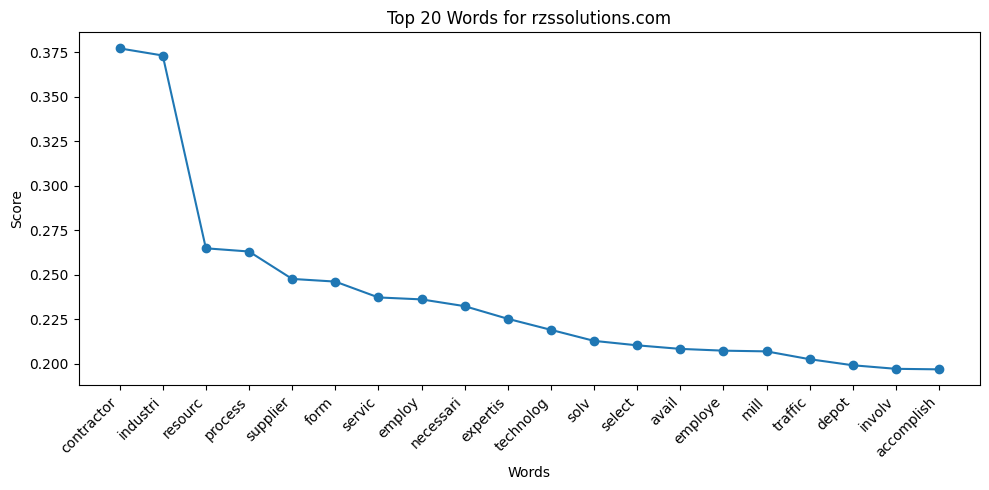 Top 20 Words for rzssolutions.com
Score
0.375
0.350
0.325
0.300
0.275
0.250
0.225
0.200
contractor
industri
resourc
process
supplier
form
servic
employ
necessari
expertis
technolog
solv
select
avail
employe
mill
traffic
depot
involv
accomplish
Words